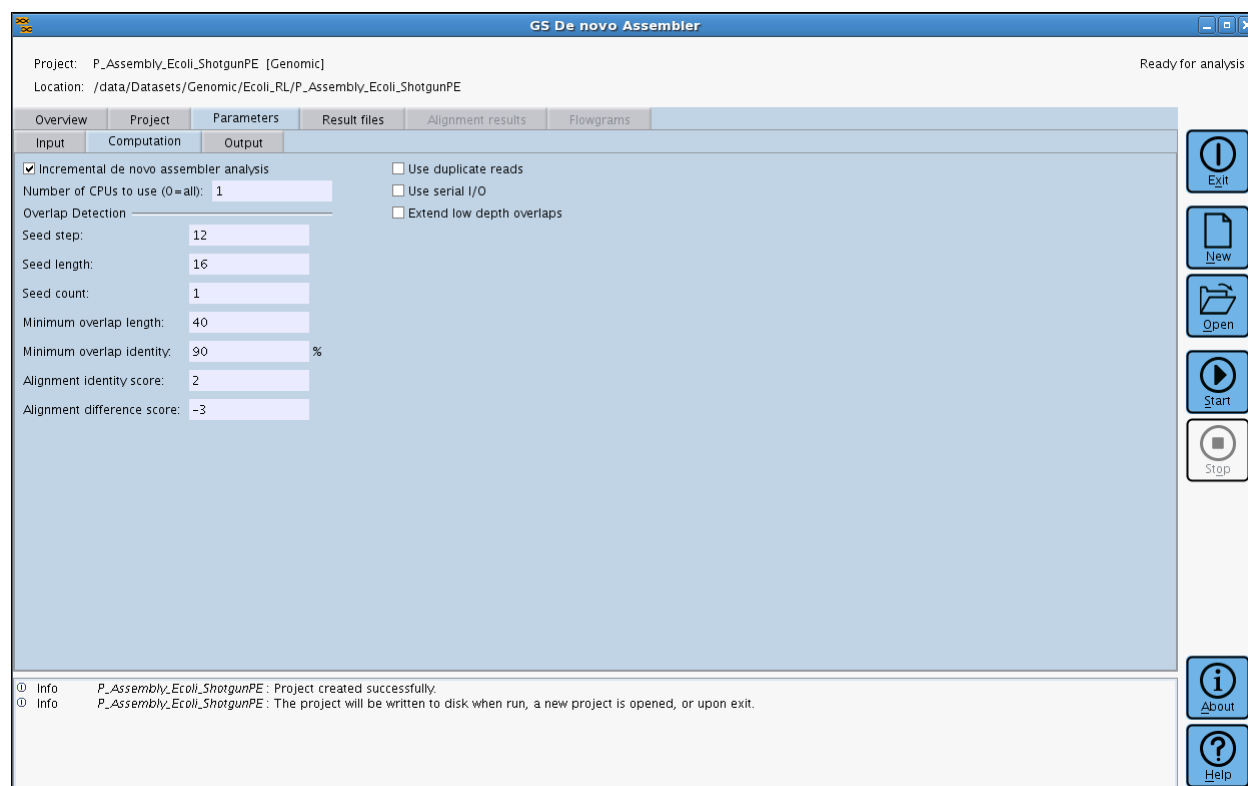 GS De novo Assembler
Project: P_Assembly_Ecoli_ShotgunPE [Genomic]
Ready for analysis
Location: /data/Datasets/Genomic/Ecoli_RL/P_Assembly_Ecoli_ShotgunPE
Overview Project Parameters Result files Alignment results Flowgrams
Input Computation Output
Incremental de novo assembler analysis
Use duplicate reads
Number of CPUs to use (0=all): 1
Use serial I/O
Overlap Detection
Extend low depth overlaps
Seed step: 12
Seed length: 16
Seed count: 1
Minimum overlap length: 40
Minimum overlap identity: 90 %
Alignment identity score: 2
Alignment difference score: -3
Exit
New
Open
Start
Stop
About
Help
Info P_Assembly_Ecoli_ShotgunPE : Project created successfully.
Info P_Assembly_Ecoli_ShotgunPE : The project will be written to disk when run, a new project is opened, or upon exit.